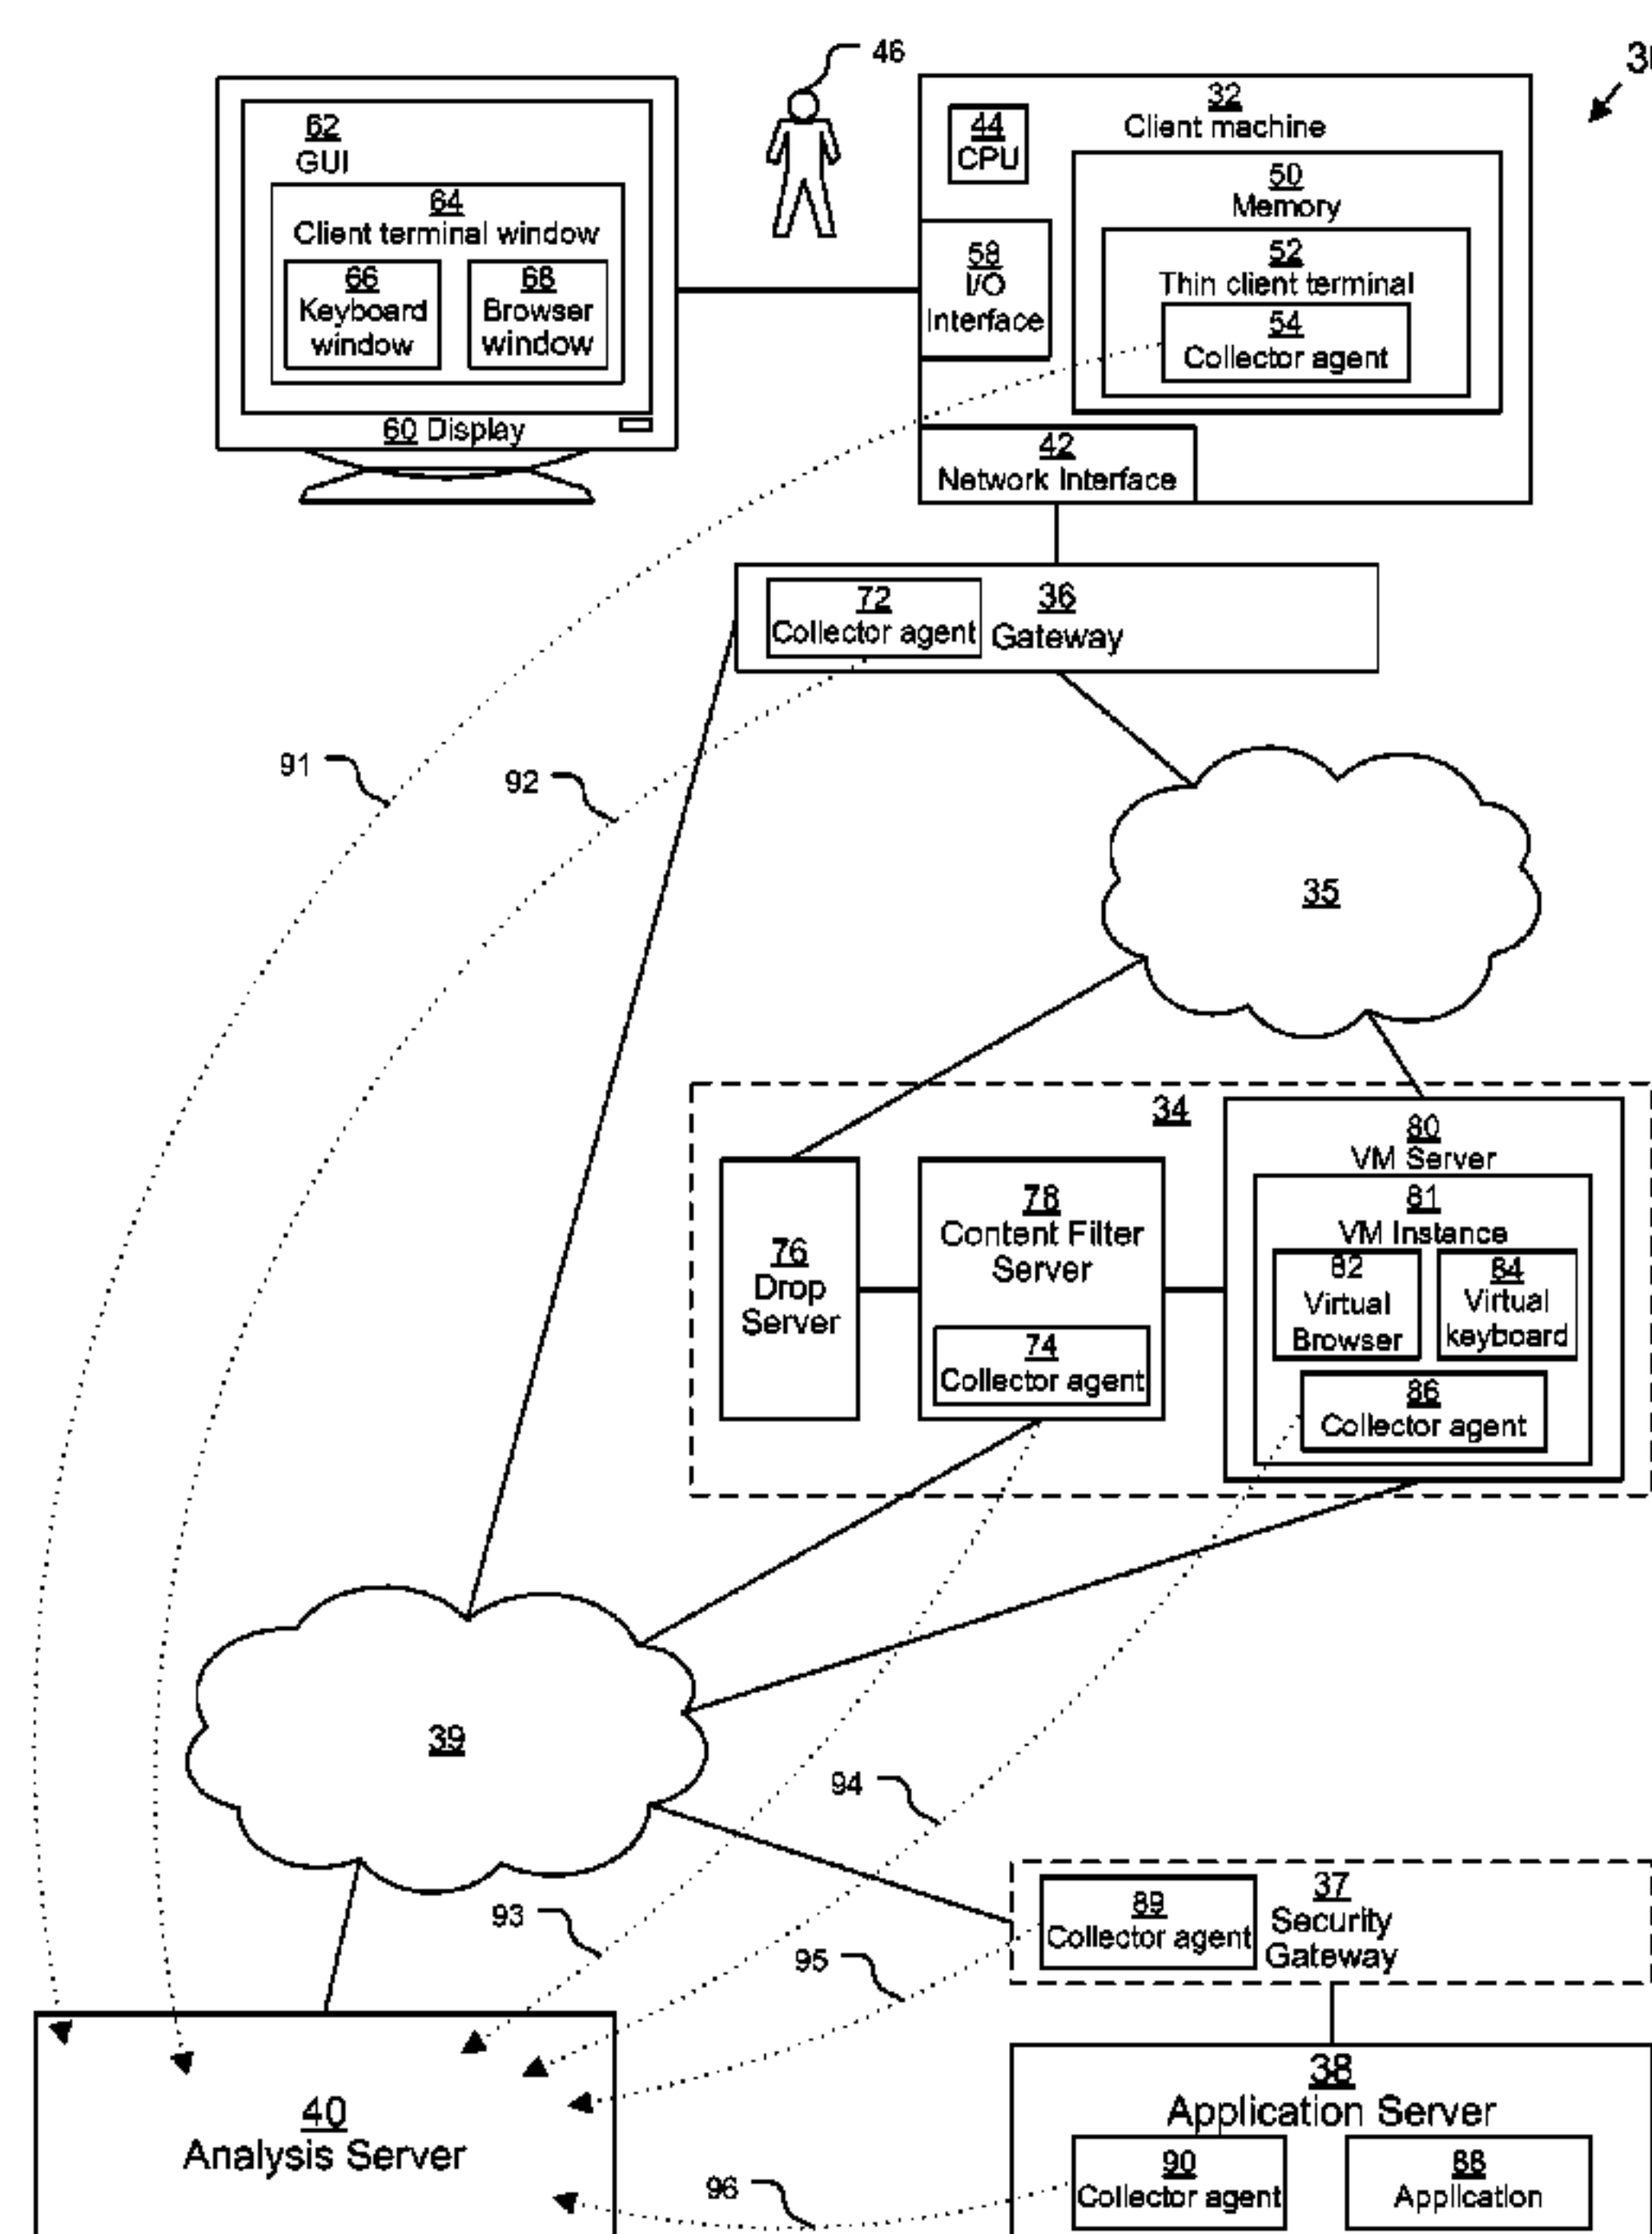 46
3
62
GUI
64
Client terminal window
66
Keyboard
window
68
Browser
window
60 Display
32
Client machine
44
CPU
50
Memory
58
I/O
Interface
52
Thin client terminal
54
Collector agent
42
Network Interface
72
Collector agent
36
Gateway
91
92
35
34
76
Drop
Server
78
Content Filter
Server
74
Collector agent
80
VM Server
81
VM Instance
82
Virtual
Browser
84
Virtual
keyboard
86
Collector agent
39
94
93
95
89
Collector agent
37
Security
Gateway
40
Analysis Server
96
38
Application Server
90
Collector agent
88
Application